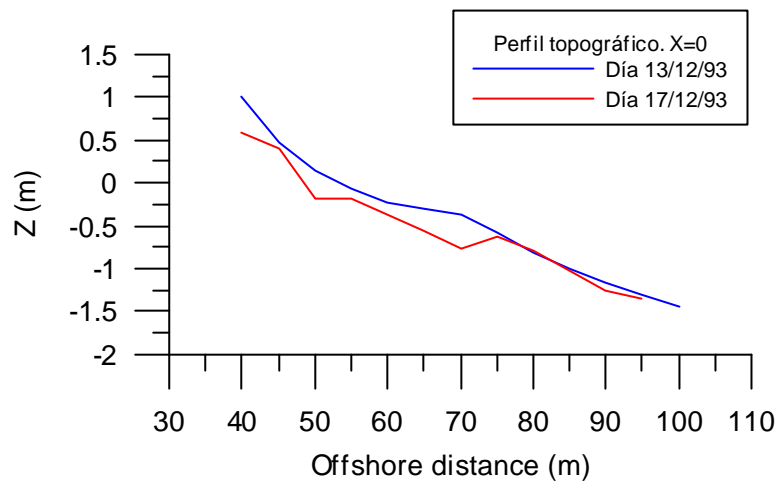 Perfil topográfico. X=0
Día 13/12/93
Día 17/12/93
1.5
1
0.5
0
-0.5
-1
-1.5
-2
Z (m)
30 40 50 60 70 80 90 100 110
Offshore distance (m)